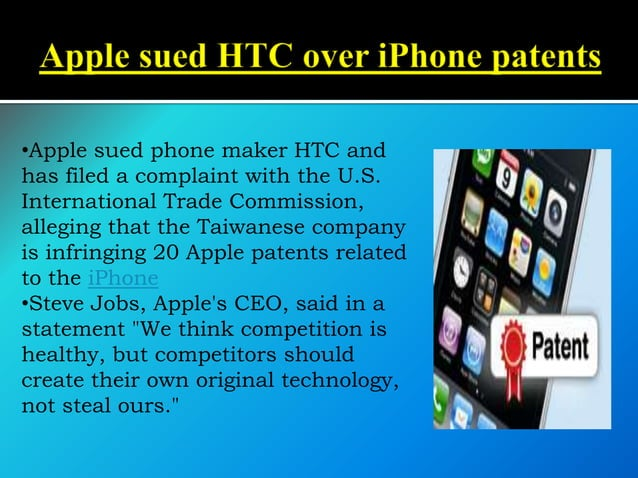 Apple sued HTC over iPhone patents
•Apple sued phone maker HTC and
has filed a complaint with the U.S.
International Trade Commission,
alleging that the Taiwanese company
is infringing 20 Apple patents related
to the iPhone
•Steve Jobs, Apple's CEO, said in a
statement "We think competition is
healthy, but competitors should
create their own original technology,
not steal ours."
9
Patent